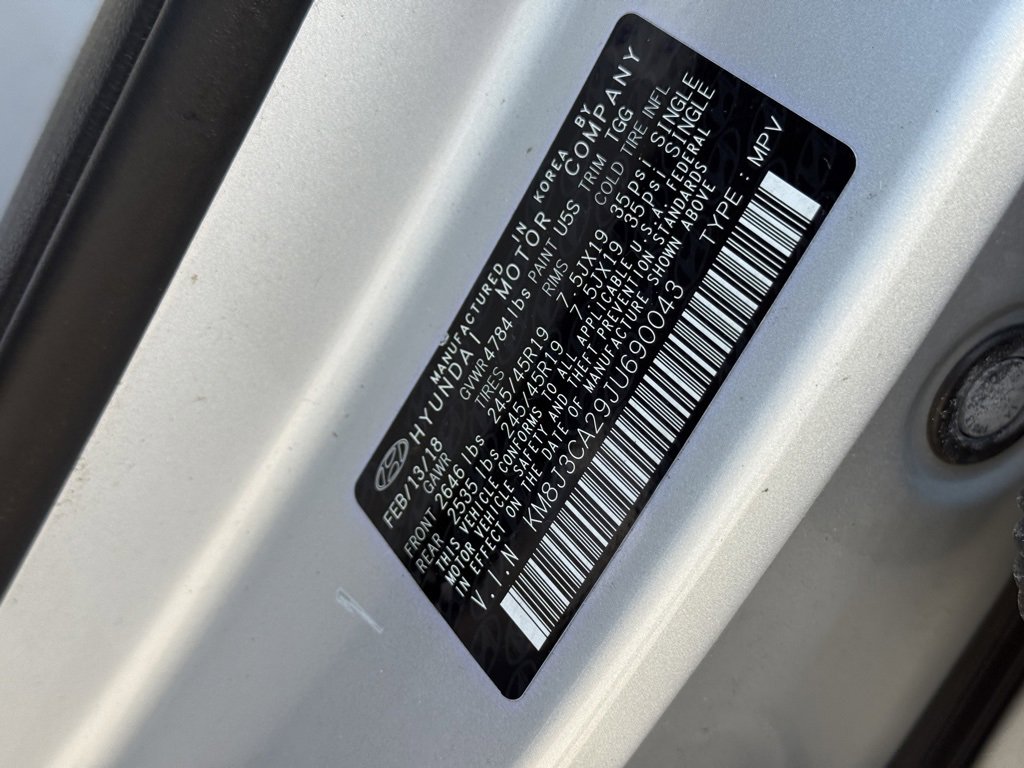 MANUFACTURED IN KOREA BY
HYUNDAI MOTOR COMPANY
FEB/13/18 GVWR 4784 lbs PAINT U5S TRIM TGG
GAWR TIRES RIMS COLD TIRE INFL
FRONT 2646 lbs 245/45R19 7.5JX19 35psi SINGLE
REAR 2535 lbs 245/45R19 7.5JX19 35psi SINGLE
THIS VEHICLE CONFORMS TO ALL APPLICABLE U.S.A FEDERAL
MOTOR VEHICLE SAFETY AND THEFT PREVENTION STANDARDS
IN EFFECT ON THE DATE OF MANUFACTURE SHOWN ABOVE
V.I.N KM8J3CA29JU690043 TYPE : MPV